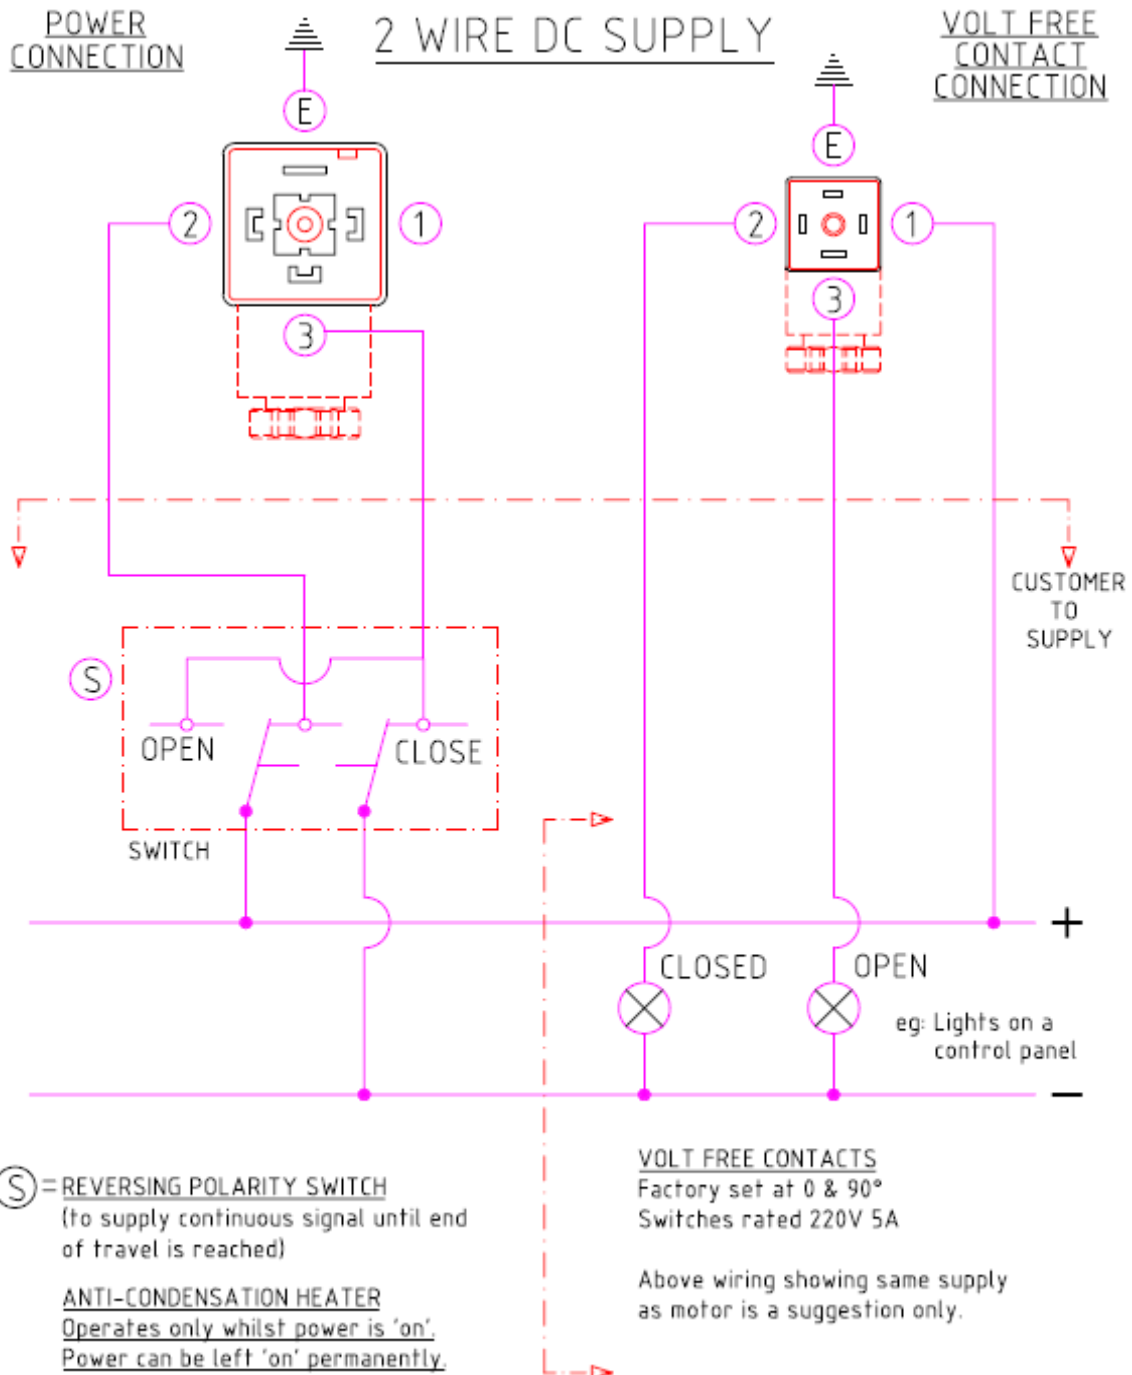 POWER
CONNECTION
2 WIRE DC SUPPLY
VOLT FREE
CONTACT
CONNECTION
E
E
2
1
2
1
3
3
CUSTOMER
TO
SUPPLY
S
OPEN
CLOSE
SWITCH
+
CLOSED
OPEN
eg: Lights on a
control panel
−
S = REVERSING POLARITY SWITCH
(to supply continuous signal until end
of travel is reached)
ANTI-CONDENSATION HEATER
Operates only whilst power is 'on'.
Power can be left 'on' permanently.
VOLT FREE CONTACTS
Factory set at 0 & 90°
Switches rated 220V 5A
Above wiring showing same supply
as motor is a suggestion only.